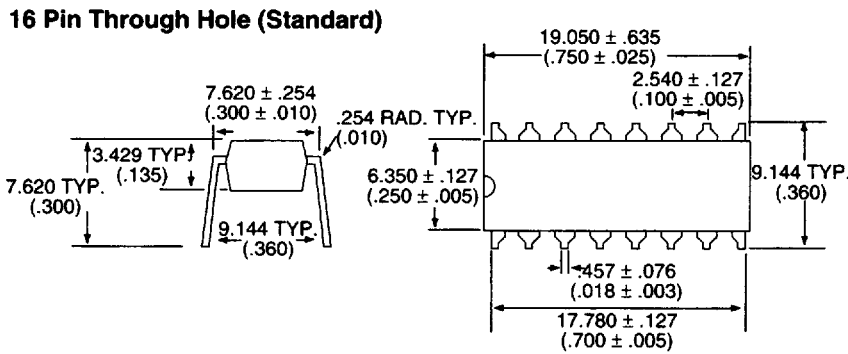 16 Pin Through Hole (Standard)
19.050 ± .635
(.750 ± .025)
7.620 ± .254
(.300 ± .010)
.254 RAD. TYP.
(.010)
2.540 ± .127
(.100 ± .005)
3.429 TYP.
(.135)
7.620 TYP.
(.300)
6.350 ± .127
(.250 ± .005)
9.144 TYP.
(.360)
9.144 TYP.
(.360)
.457 ± .076
(.018 ± .003)
17.780 ± .127
(.700 ± .005)